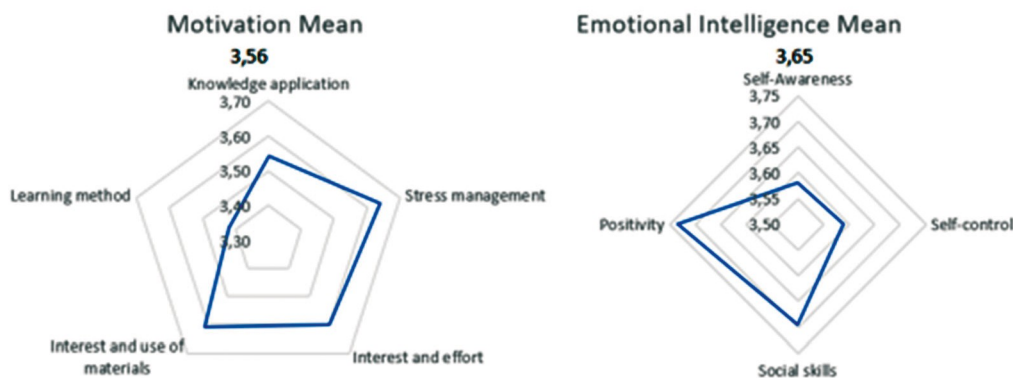 Motivation Mean
3,56
Knowledge application
3,70
3,60
3,50
3,40
3,30
Learning method
Stress management
Interest and use of
materials
Interest and effort
Emotional Intelligence Mean
3,65
Self-Awareness
3,75
3,70
3,65
3,60
3,55
3,50
Positivity
Self-control
Social skills